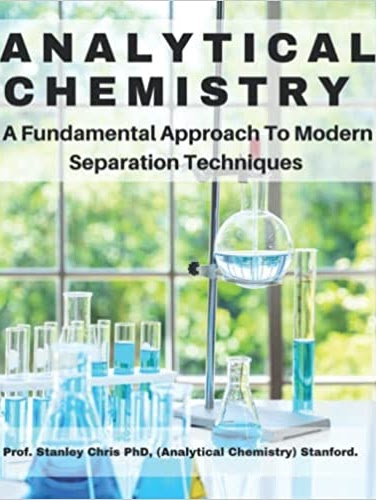 ANALYTICAL
CHEMISTRY
A Fundamental Approach To Modern
Separation Techniques
Prof. Stanley Chris PhD, (Analytical Chemistry) Stanford.